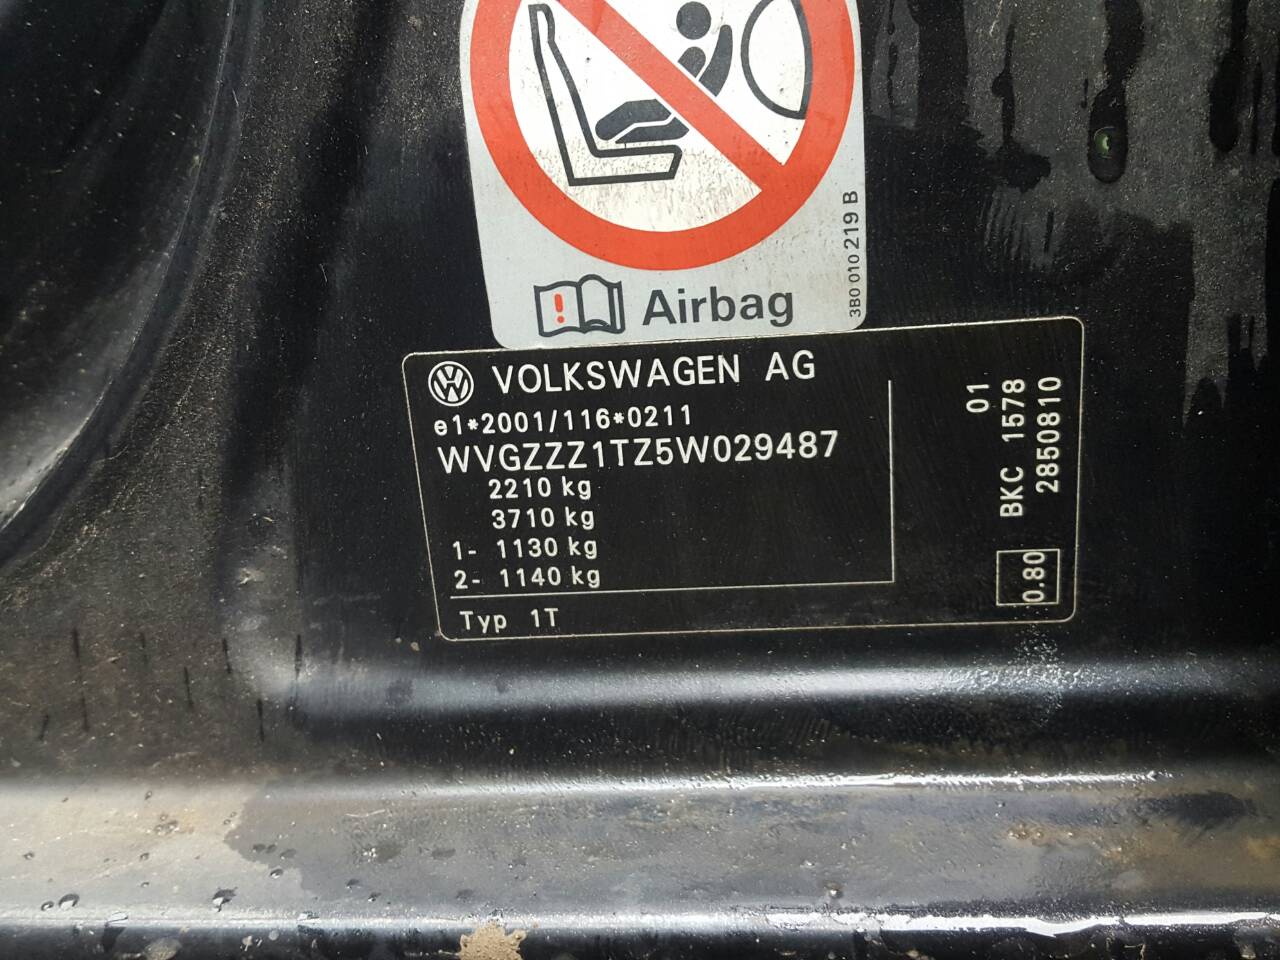 3B0 010 219 B
! Airbag
VOLKSWAGEN AG
e1*2001/116*0211
WVGZZZ1TZ5W029487
2210 kg
3710 kg
1- 1130 kg
2- 1140 kg
Typ 1T
01
BKC 1578
2850810
0.80